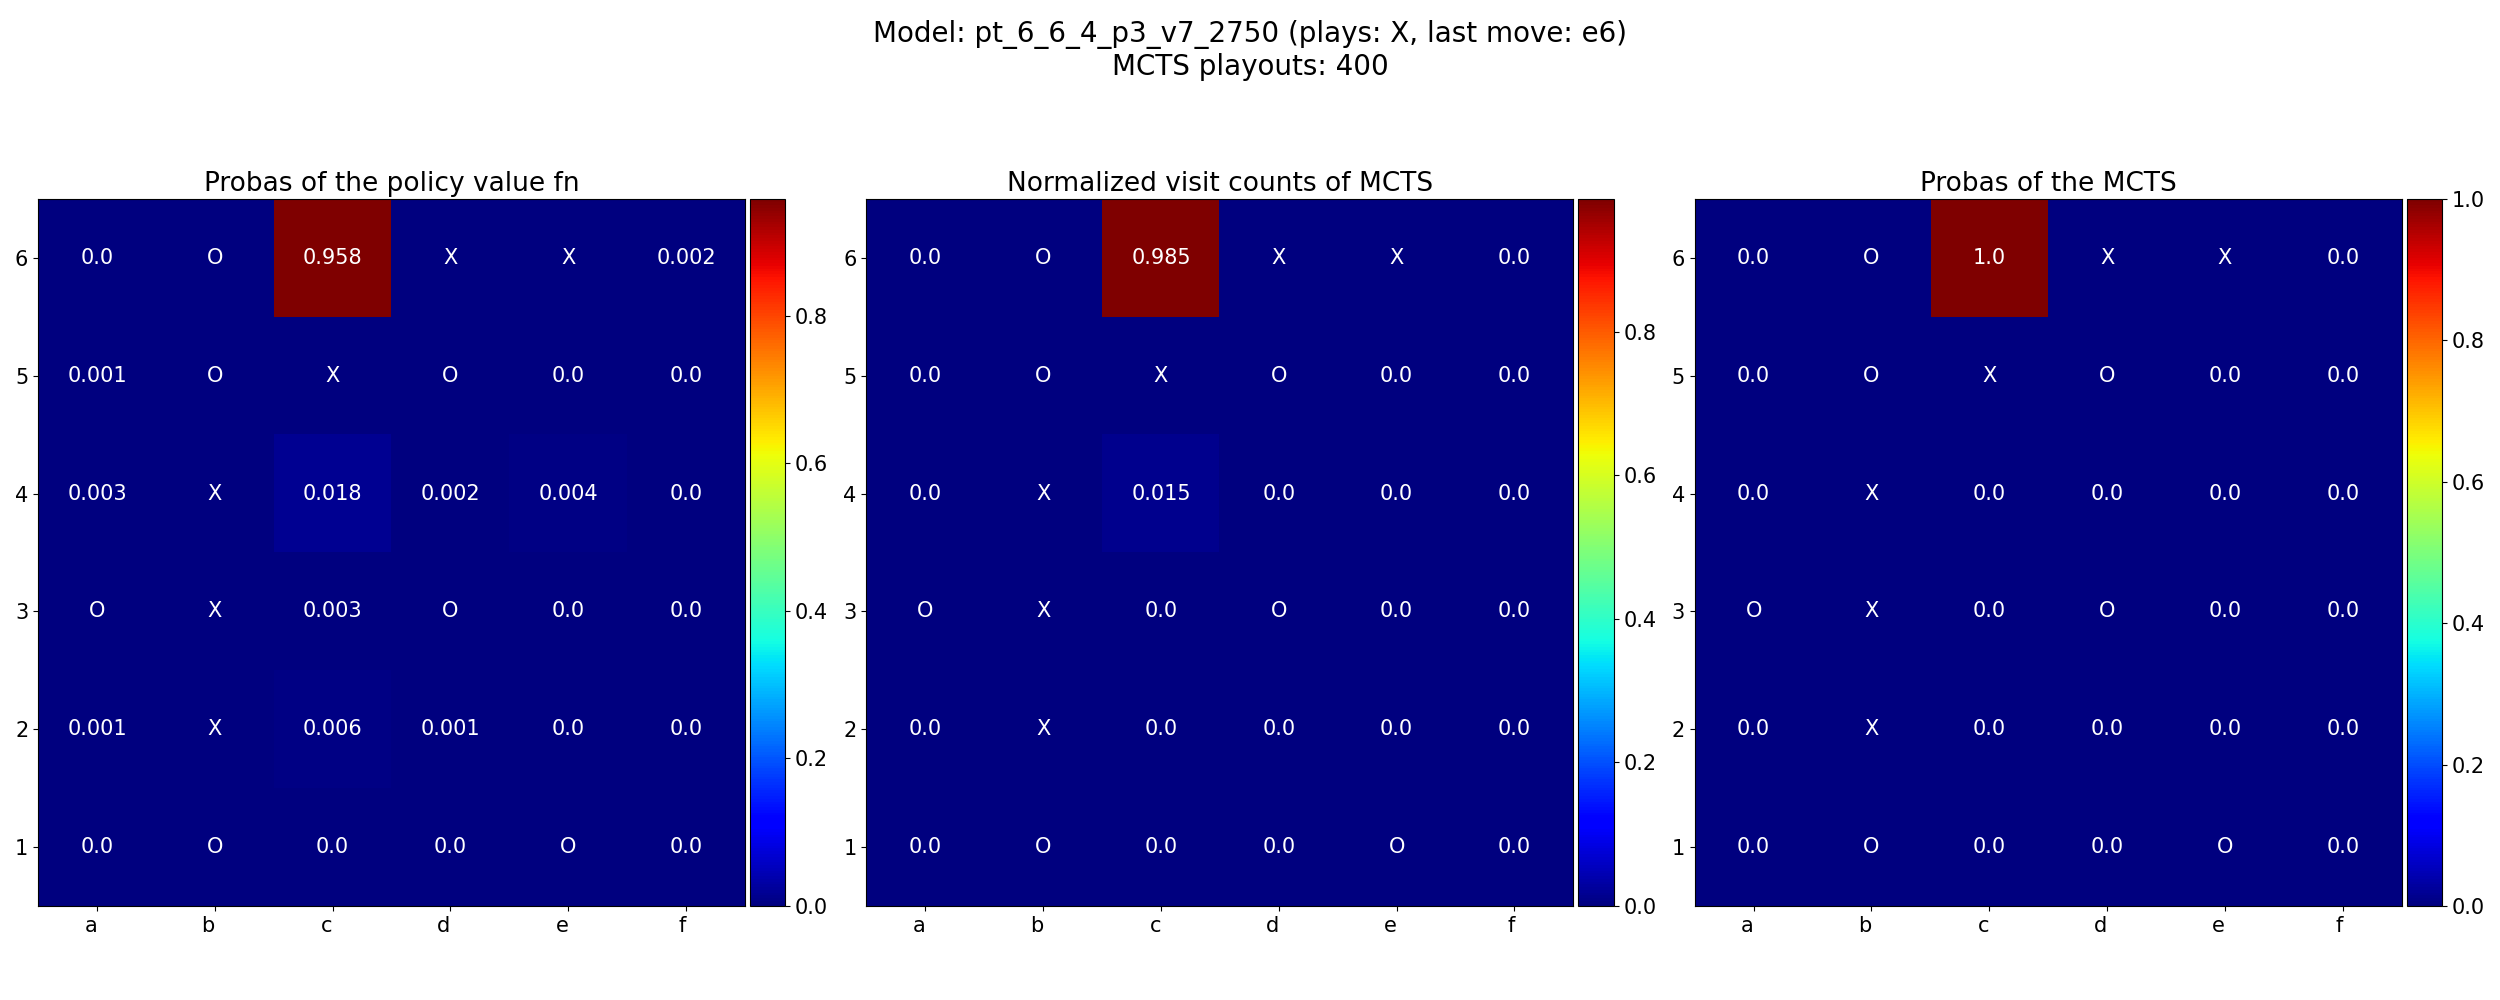 Model: pt_6_6_4_p3_v7_2750 (plays: X, last move: e6)
MCTS playouts: 400
Probas of the policy value fn
6 0.0 O 0.958 X X 0.002
5 0.001 O X O 0.0 0.0
4 0.003 X 0.018 0.002 0.004 0.0
3 O X 0.003 O 0.0 0.0
2 0.001 X 0.006 0.001 0.0 0.0
1 0.0 O 0.0 0.0 O 0.0
a b c d e f
0.8
0.6
0.4
0.2
0.0
Normalized visit counts of MCTS
6 0.0 O 0.985 X X 0.0
5 0.0 O X O 0.0 0.0
4 0.0 X 0.015 0.0 0.0 0.0
3 O X 0.0 O 0.0 0.0
2 0.0 X 0.0 0.0 0.0 0.0
1 0.0 O 0.0 0.0 O 0.0
a b c d e f
0.8
0.6
0.4
0.2
0.0
Probas of the MCTS
6 0.0 O 1.0 X X 0.0
5 0.0 O X O 0.0 0.0
4 0.0 X 0.0 0.0 0.0 0.0
3 O X 0.0 O 0.0 0.0
2 0.0 X 0.0 0.0 0.0 0.0
1 0.0 O 0.0 0.0 O 0.0
a b c d e f
1.0
0.8
0.6
0.4
0.2
0.0